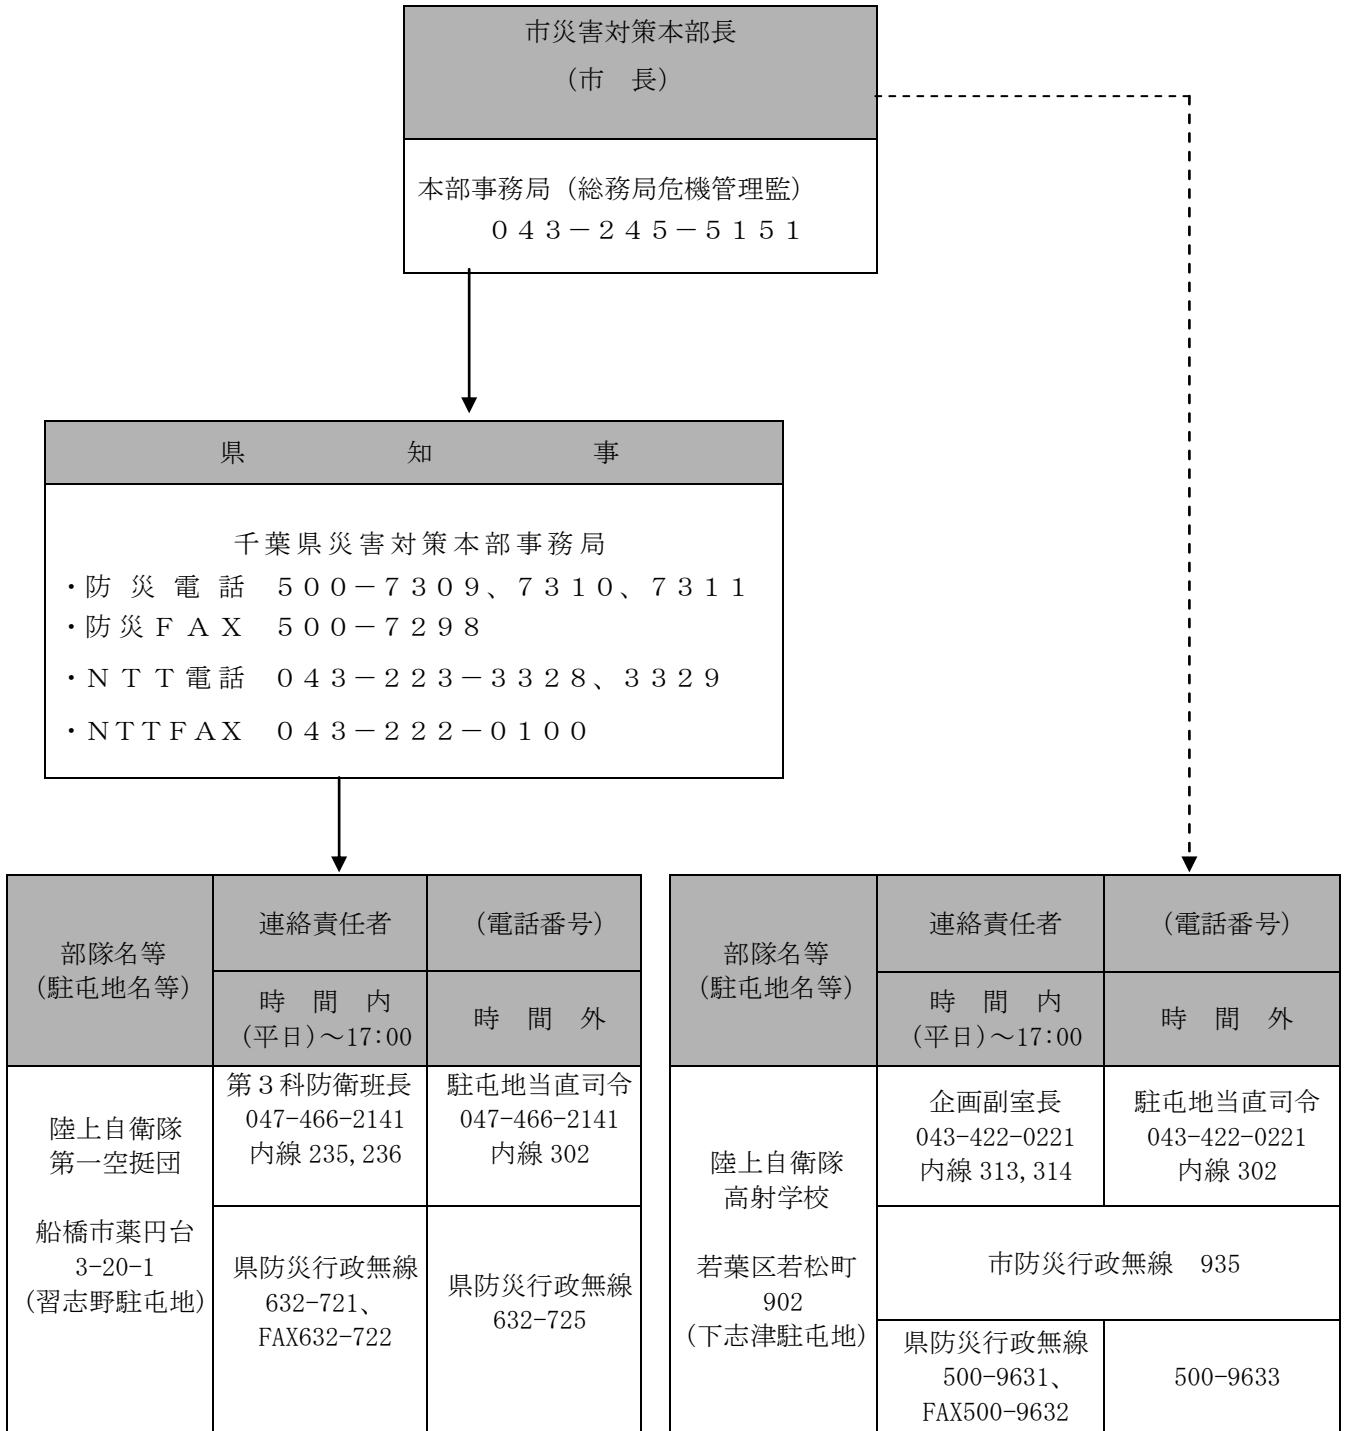 市災害対策本部長
(市　長)
本部事務局（総務局危機管理監）
０４３－２４５－５１５１
県　知　事
千葉県災害対策本部事務局
・防 災 電 話　５００－７３０９、７３１０、７３１１
・防災ＦＡＸ　５００－７２９８
・ＮＴＴ電話　０４３－２２３－３３２８、３３２９
・ＮＴＴＦＡＸ　０４３－２２２－０１００
部隊名等
(駐屯地名等)
連絡責任者
(電話番号)
時　間　内
(平日)～17:00
時　間　外
陸上自衛隊
第一空挺団
船橋市薬円台
3-20-1
(習志野駐屯地)
第３科防衛班長
047-466-2141
内線 235,236
駐屯地当直司令
047-466-2141
内線 302
県防災行政無線
632-721、
FAX632-722
県防災行政無線
632-725
部隊名等
(駐屯地名等)
連絡責任者
(電話番号)
時　間　内
(平日)～17:00
時　間　外
陸上自衛隊
高射学校
若葉区若松町
902
(下志津駐屯地)
企画副室長
043-422-0221
内線 313,314
駐屯地当直司令
043-422-0221
内線 302
市防災行政無線　935
県防災行政無線
500-9631、
FAX500-9632
500-9633